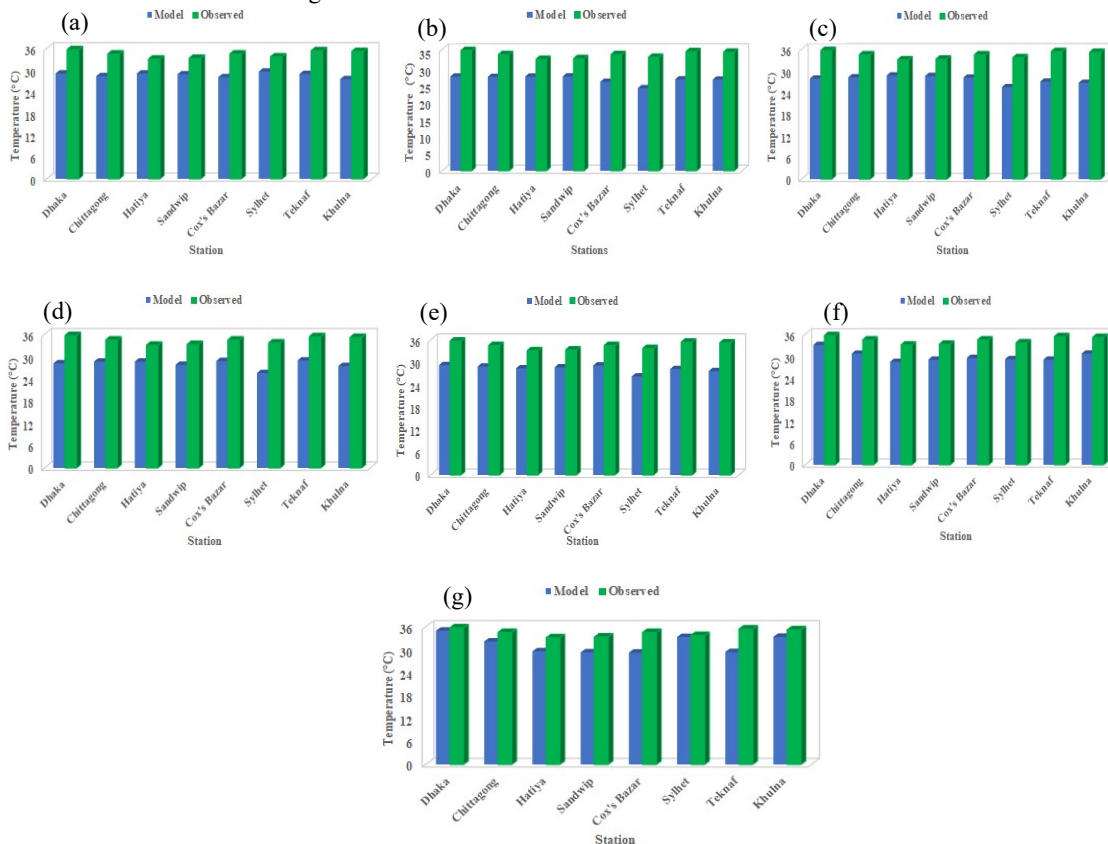 (a)
Model Observed
Temperature (°C)
36
30
24
18
12
6
0
Dhaka
Chittagong
Hatiya
Sandwip
Cox's Bazar
Sylhet
Teknaf
Khulna
Station
(b)
Model Observed
Temperature (°C)
35
30
25
20
15
10
5
0
Dhaka
Chittagong
Hatiya
Sandwip
Cox's Bazar
Sylhet
Teknaf
Khulna
Stations
(c)
Model Observed
Temperature (°C)
36
30
24
18
12
6
0
Dhaka
Chittagong
Hatiya
Sandwip
Cox's Bazar
Sylhet
Teknaf
Khulna
Station
(d)
Model Observed
Temperature (°C)
36
30
24
18
12
6
0
Dhaka
Chittagong
Hatiya
Sandwip
Cox's Bazar
Sylhet
Teknaf
Khulna
Station
(e)
Model Observed
Temperature (°C)
36
30
24
18
12
6
0
Dhaka
Chittagong
Hatiya
Sandwip
Cox's Bazar
Sylhet
Teknaf
Khulna
Station
(f)
Model Observed
Temperature (°C)
36
30
24
18
12
6
0
Dhaka
Chittagong
Hatiya
Sandwip
Cox's Bazar
Sylhet
Teknaf
Khulna
Station
(g)
Model Observed
Temperature (°C)
36
30
24
18
12
6
0
Dhaka
Chittagong
Hatiya
Sandwip
Cox's Bazar
Sylhet
Teknaf
Khulna
Station